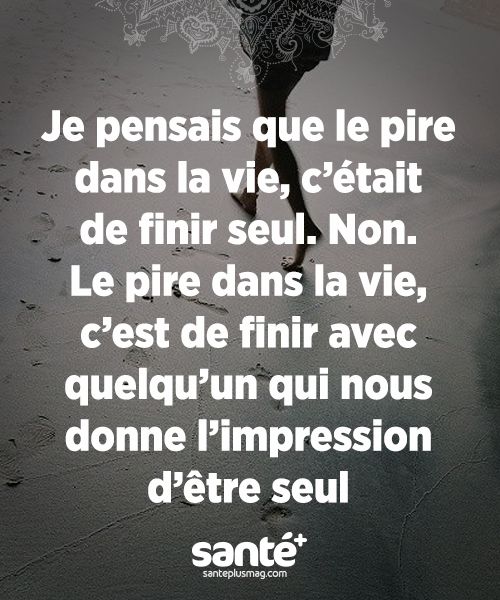 Je pensais que le pire
dans la vie, c’était
de finir seul. Non.
Le pire dans la vie,
c’est de finir avec
quelqu’un qui nous
donne l’impression
d’être seul
santé+
santeplusmag.com